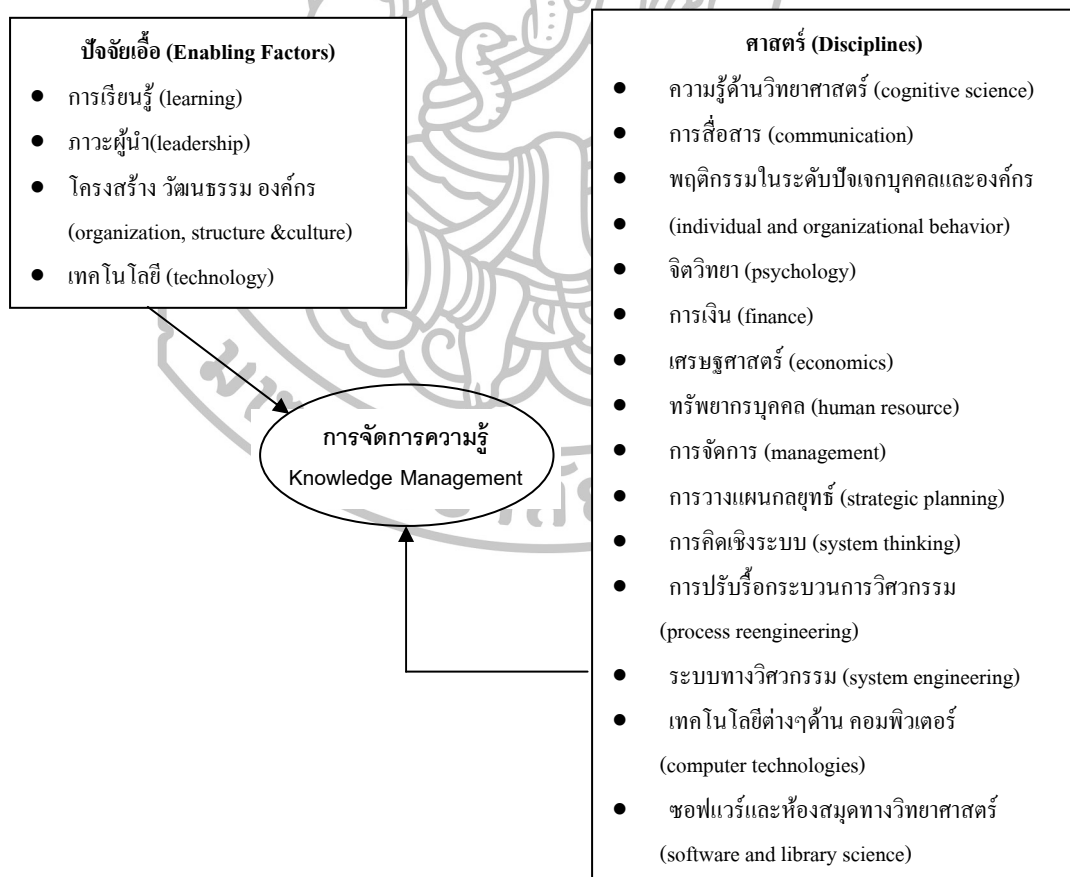 ปัจจัยเอื้อ (Enabling Factors)
● การเรียนรู้ (learning)
● ภาวะผู้นำ(leadership)
● โครงสร้าง วัฒนธรรม องค์กร
(organization, structure &culture)
● เทคโนโลยี (technology)
การจัดการความรู้
Knowledge Management
ศาสตร์ (Disciplines)
● ความรู้ด้านวิทยาศาสตร์ (cognitive science)
● การสื่อสาร (communication)
● พฤติกรรมในระดับปัจเจกบุคคลและองค์กร
● (individual and organizational behavior)
● จิตวิทยา (psychology)
● การเงิน (finance)
● เศรษฐศาสตร์ (economics)
● ทรัพยากรบุคคล (human resource)
● การจัดการ (management)
● การวางแผนกลยุทธ์ (strategic planning)
● การคิดเชิงระบบ (system thinking)
● การปรับรื้อกระบวนการวิศวกรรม
(process reengineering)
● ระบบทางวิศวกรรม (system engineering)
● เทคโนโลยีต่างๆด้าน คอมพิวเตอร์
(computer technologies)
● ซอฟแวร์และห้องสมุดทางวิทยาศาสตร์
(software and library science)